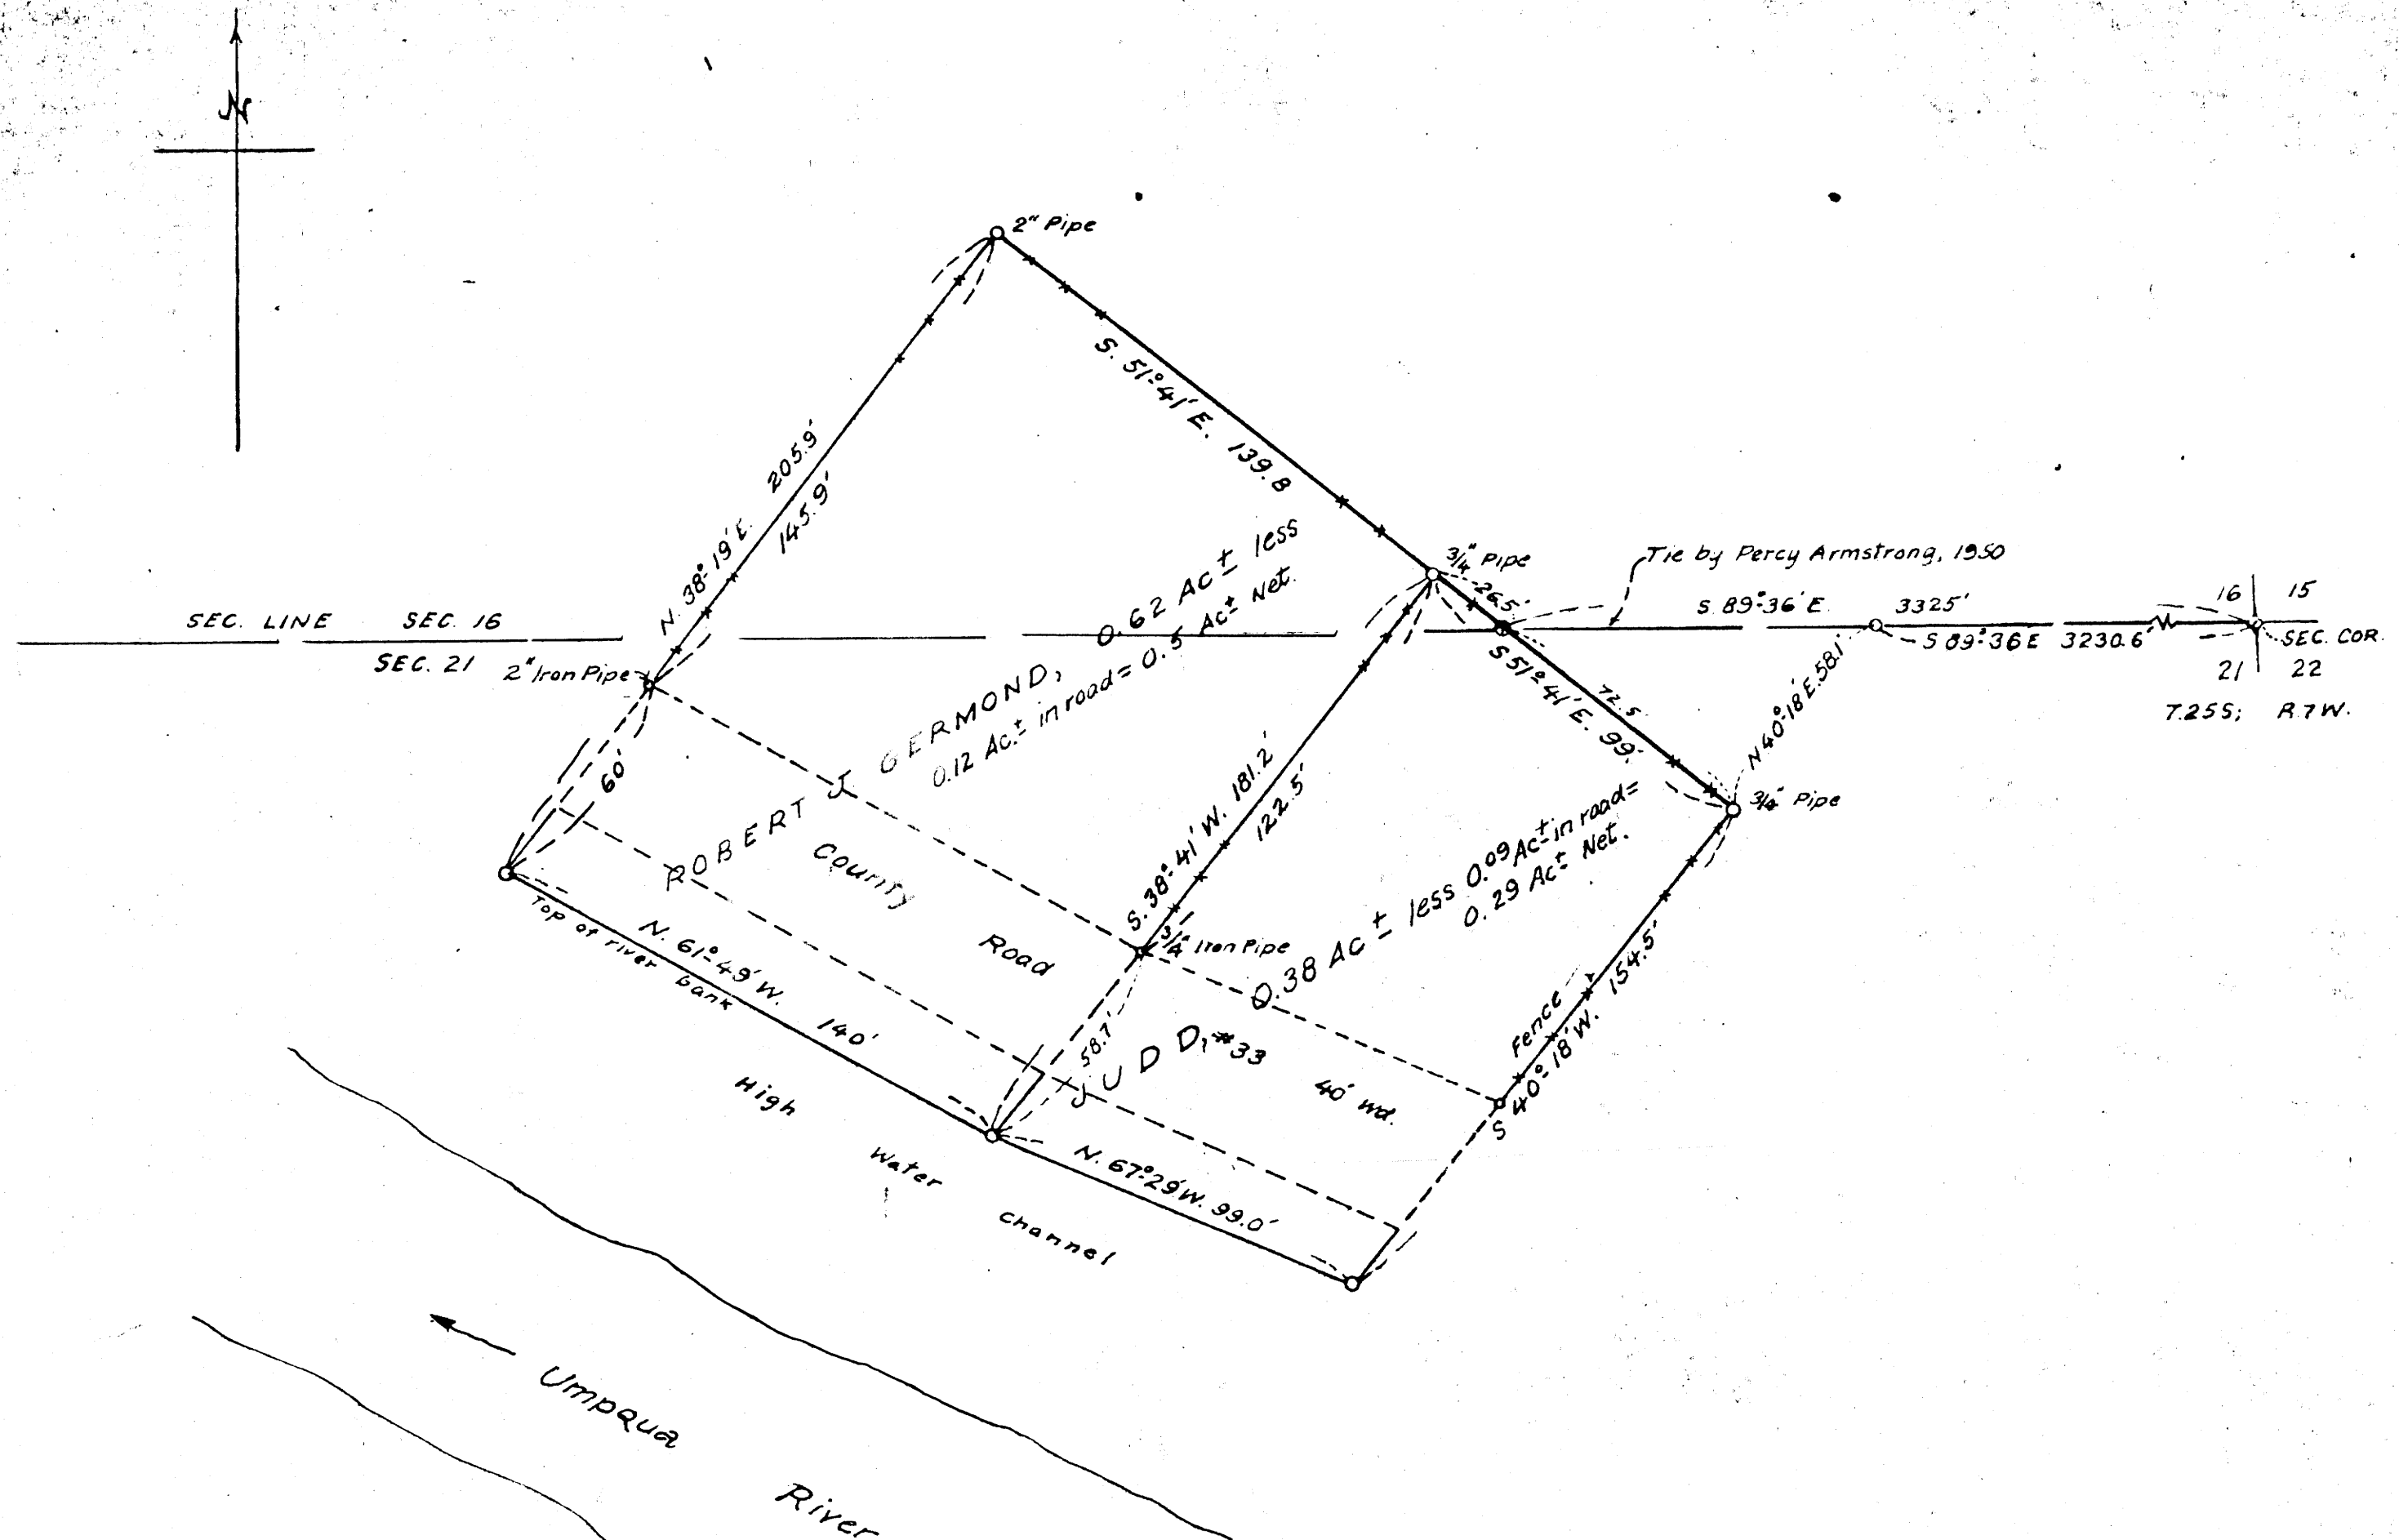 N
2" Pipe
S. 51°41' E. 139.8
205.9'
N. 38°19' E.
145.9'
3/4" Pipe
26.5'
Tie by Percy Armstrong, 1950
S. 89°36' E. 3325'
S 89°36 E 3230.6'
16 15
SEC. COR.
21 22
T.25S; R.7W.
SEC. LINE SEC. 16
SEC. 21
2" Iron Pipe
60'
ROBERT J GERMOND, 0.62 Ac ± less
0.12 Ac.± in road = 0.5 Ac± Net.
S 51°41' E. 99.'
72.5'
N 40°18' E. 58.1'
3/4" Pipe
S. 38°41' W. 181.2'
122.5'
3/4" Iron Pipe
58.7'
JUDD, 0.38 Ac ± less 0.09 Ac± in road =
0.29 Ac± Net.
County Road #33 40' wd.
Fence
S 40°18' W. 154.5'
N. 61°49' W. 140'
Top of river bank
N. 67°29' W. 99.0'
High Water channel
Umpqua River